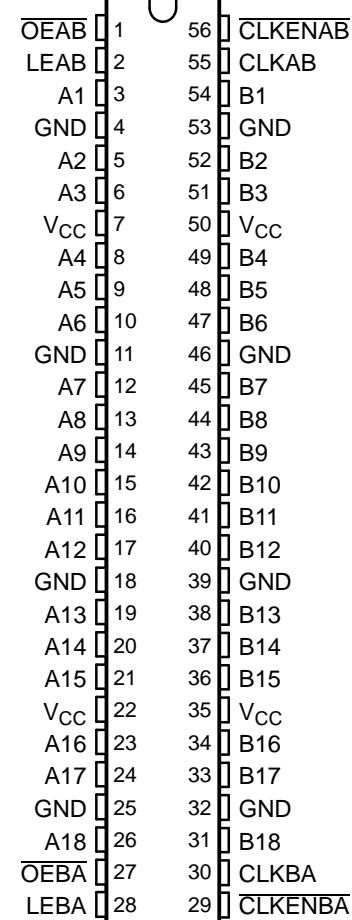 O̅E̅A̅B̅ 1 56 C̅L̅K̅E̅N̅A̅B̅
LEAB 2 55 CLKAB
A1 3 54 B1
GND 4 53 GND
A2 5 52 B2
A3 6 51 B3
VCC 7 50 VCC
A4 8 49 B4
A5 9 48 B5
A6 10 47 B6
GND 11 46 GND
A7 12 45 B7
A8 13 44 B8
A9 14 43 B9
A10 15 42 B10
A11 16 41 B11
A12 17 40 B12
GND 18 39 GND
A13 19 38 B13
A14 20 37 B14
A15 21 36 B15
VCC 22 35 VCC
A16 23 34 B16
A17 24 33 B17
GND 25 32 GND
A18 26 31 B18
O̅E̅B̅A̅ 27 30 CLKBA
LEBA 28 29 C̅L̅K̅E̅N̅B̅A̅